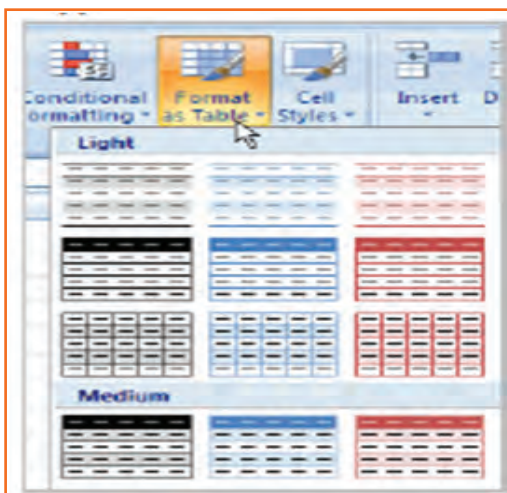 onditional Format Cell Insert D
ormatting as Table Styles
Light
Medium